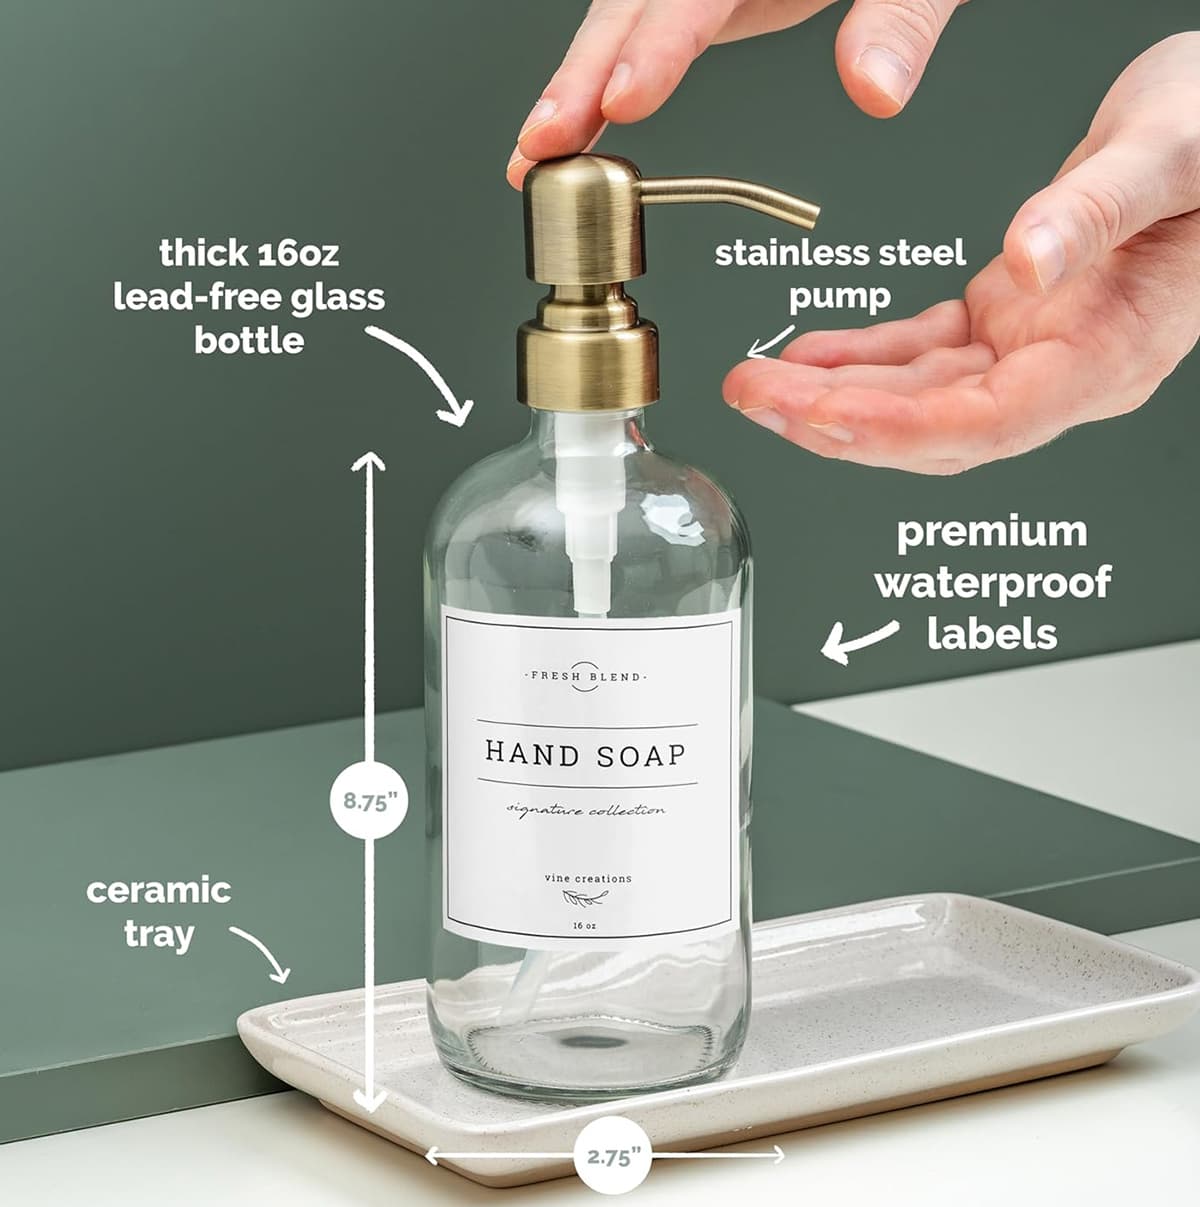 thick 16oz
lead-free glass
bottle
stainless steel
pump
premium
waterproof
labels
-FRESH BLEND-
HAND SOAP
signature collection
8.75”
vine creations
16 oz
ceramic
tray
2.75”